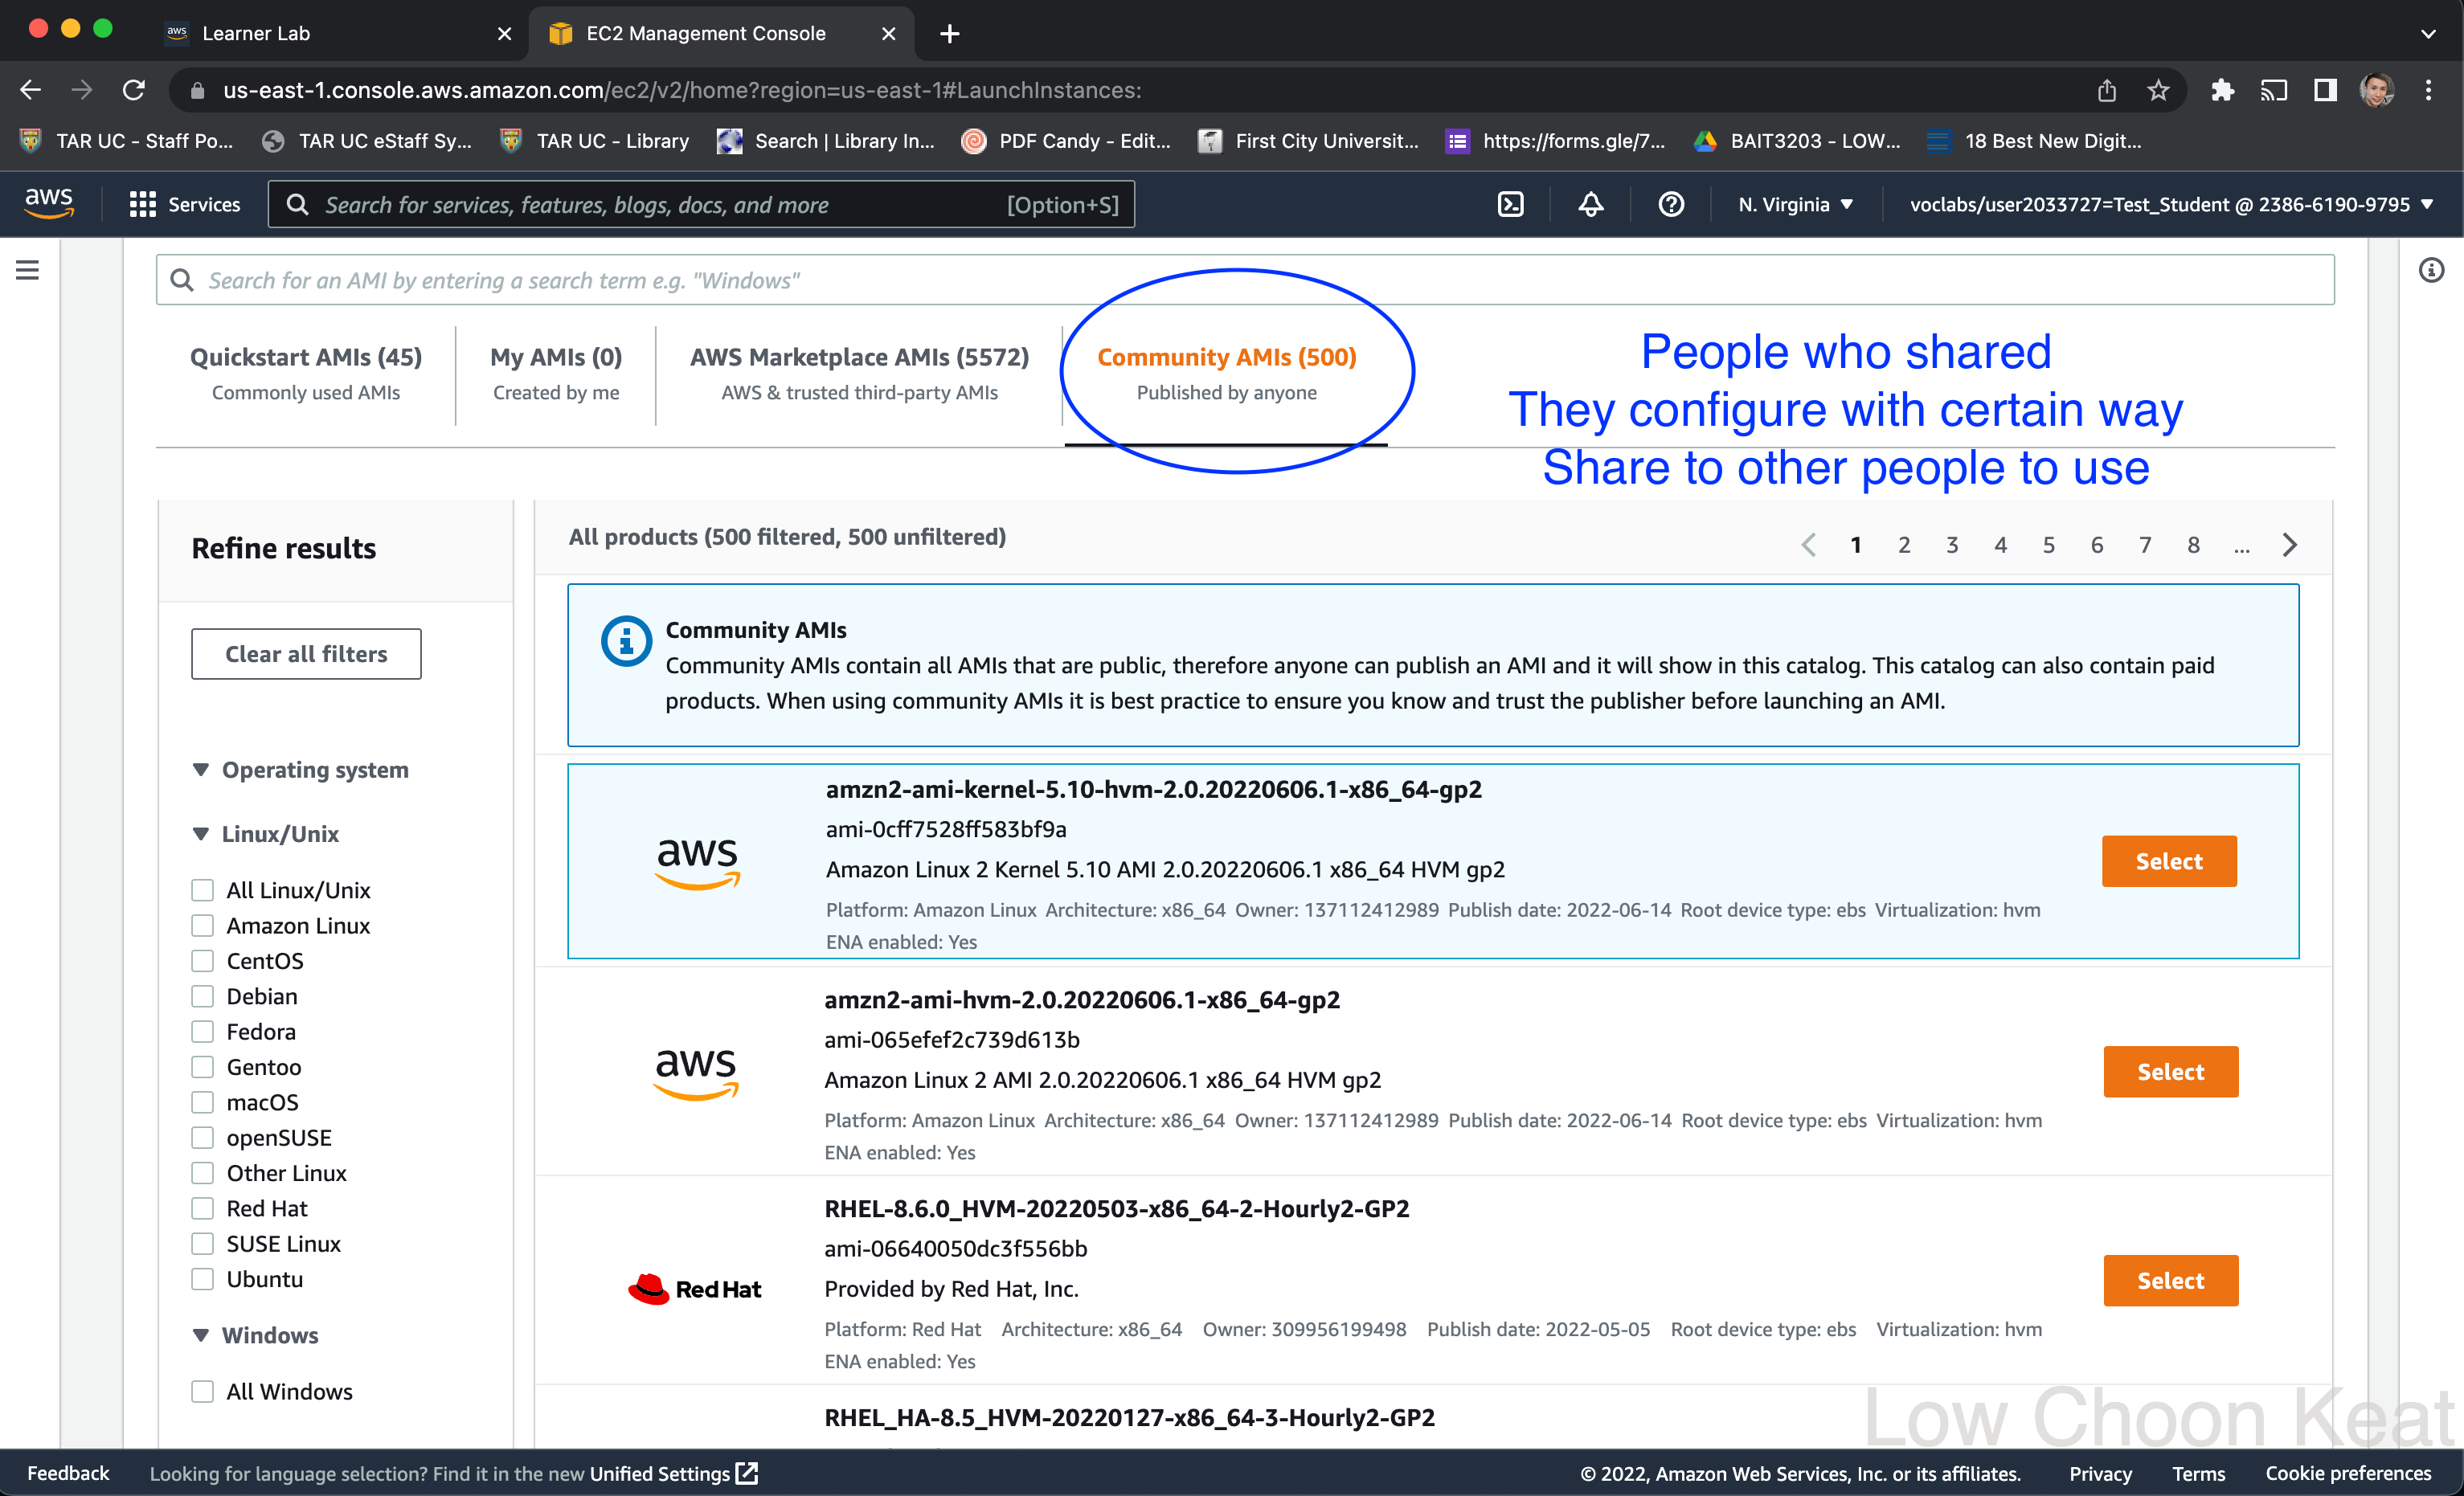 Learner Lab
EC2 Management Console
us-east-1.console.aws.amazon.com/ec2/v2/home?region=us-east-1#LaunchInstances:
TAR UC - Staff Po...
TAR UC eStaff Sy...
TAR UC - Library
Search | Library In...
PDF Candy - Edit...
First City Universit...
https://forms.gle/7...
BAIT3203 - LOW...
18 Best New Digit...
aws
Services
Search for services, features, blogs, docs, and more
[Option+S]
N. Virginia
voclabs/user2033727=Test_Student @ 2386-6190-9795
Search for an AMI by entering a search term e.g. "Windows"
Quickstart AMIs (45)
Commonly used AMIs
My AMIs (0)
Created by me
AWS Marketplace AMIs (5572)
AWS & trusted third-party AMIs
Community AMIs (500)
Published by anyone
People who shared
They configure with certain way
Share to other people to use
Refine results
Clear all filters
Operating system
Linux/Unix
All Linux/Unix
Amazon Linux
CentOS
Debian
Fedora
Gentoo
macOS
openSUSE
Other Linux
Red Hat
SUSE Linux
Ubuntu
Windows
All Windows
All products (500 filtered, 500 unfiltered)
1 2 3 4 5 6 7 8 ...
Community AMIs
Community AMIs contain all AMIs that are public, therefore anyone can publish an AMI and it will show in this catalog. This catalog can also contain paid
products. When using community AMIs it is best practice to ensure you know and trust the publisher before launching an AMI.
aws
amzn2-ami-kernel-5.10-hvm-2.0.20220606.1-x86_64-gp2
ami-0cff7528ff583bf9a
Amazon Linux 2 Kernel 5.10 AMI 2.0.20220606.1 x86_64 HVM gp2
Platform: Amazon Linux Architecture: x86_64 Owner: 137112412989 Publish date: 2022-06-14 Root device type: ebs Virtualization: hvm
ENA enabled: Yes
Select
aws
amzn2-ami-hvm-2.0.20220606.1-x86_64-gp2
ami-065efef2c739d613b
Amazon Linux 2 AMI 2.0.20220606.1 x86_64 HVM gp2
Platform: Amazon Linux Architecture: x86_64 Owner: 137112412989 Publish date: 2022-06-14 Root device type: ebs Virtualization: hvm
ENA enabled: Yes
Select
Red Hat
RHEL-8.6.0_HVM-20220503-x86_64-2-Hourly2-GP2
ami-06640050dc3f556bb
Provided by Red Hat, Inc.
Platform: Red Hat Architecture: x86_64 Owner: 309956199498 Publish date: 2022-05-05 Root device type: ebs Virtualization: hvm
ENA enabled: Yes
Select
RHEL_HA-8.5_HVM-20220127-x86_64-3-Hourly2-GP2
Low Choon Keat
Feedback
Looking for language selection? Find it in the new Unified Settings
© 2022, Amazon Web Services, Inc. or its affiliates.
Privacy
Terms
Cookie preferences